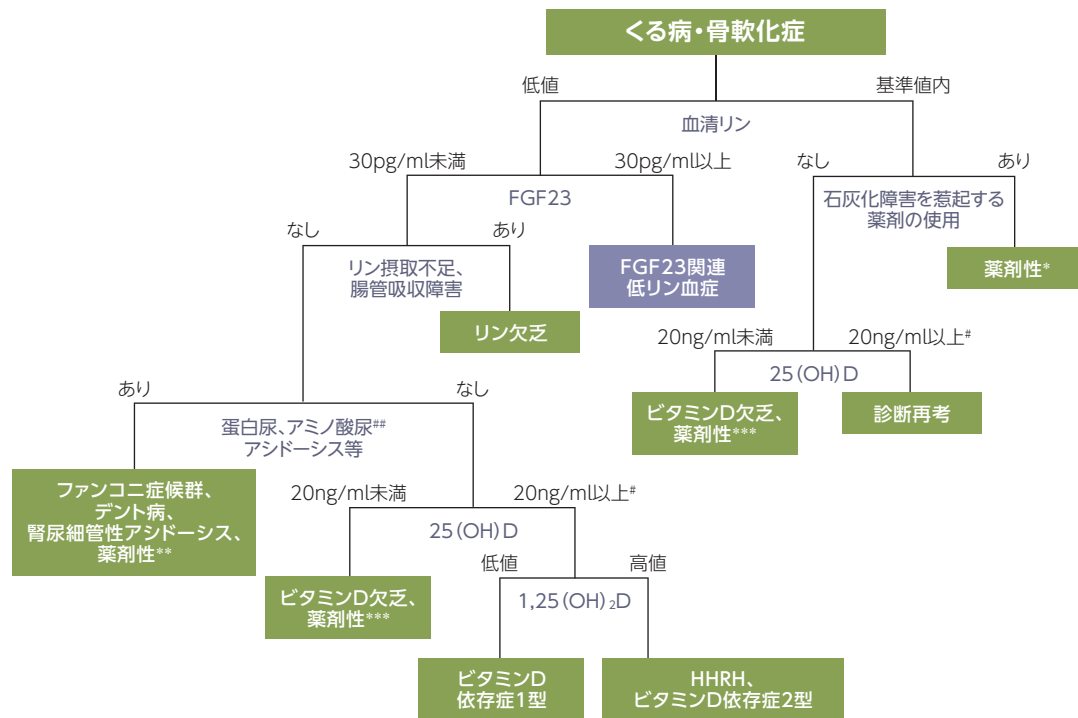 くる病・骨軟化症
低値
基準値内
血清リン
30pg/ml未満
30pg/ml以上
なし
あり
FGF23
石灰化障害を惹起する
薬剤の使用
なし
あり
リン摂取不足、
腸管吸収障害
FGF23関連
低リン血症
薬剤性*
リン欠乏
20ng/ml未満
20ng/ml以上#
25(OH)D
あり
なし
ビタミンD欠乏、
薬剤性***
診断再考
蛋白尿、アミノ酸尿##
アシドーシス等
ファンコニ症候群、
デント病、
腎尿細管性アシドーシス、
薬剤性**
20ng/ml未満
20ng/ml以上#
25(OH)D
低値
高値
ビタミンD欠乏、
薬剤性***
1,25(OH)₂D
ビタミンD
依存症1型
HHRH、
ビタミンD依存症2型